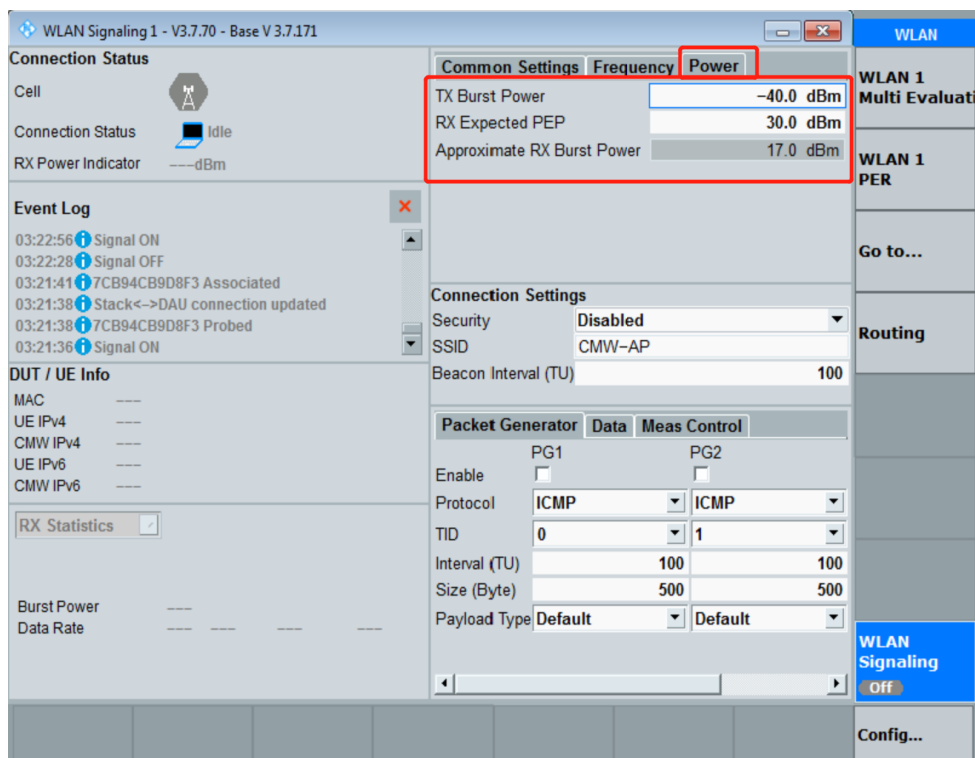 WLAN Signaling 1 - V3.7.70 - Base V 3.7.171
Connection Status
Cell
Connection Status Idle
RX Power Indicator ---dBm
Event Log
03:22:56 Signal ON
03:22:28 Signal OFF
03:21:41 7CB94CB9D8F3 Associated
03:21:38 Stack<->DAU connection updated
03:21:38 7CB94CB9D8F3 Probed
03:21:36 Signal ON
DUT / UE Info
MAC ---
UE IPv4 ---
CMW IPv4 ---
UE IPv6 ---
CMW IPv6 ---
RX Statistics
Burst Power ---
Data Rate --- --- --- ---
Common Settings Frequency Power
TX Burst Power -40.0 dBm
RX Expected PEP 30.0 dBm
Approximate RX Burst Power 17.0 dBm
Connection Settings
Security Disabled
SSID CMW-AP
Beacon Interval (TU) 100
Packet Generator Data Meas Control
PG1 PG2
Enable
Protocol ICMP ICMP
TID 0 1
Interval (TU) 100 100
Size (Byte) 500 500
Payload Type Default Default
WLAN
WLAN 1
Multi Evaluati
WLAN 1
PER
Go to...
Routing
WLAN
Signaling
Off
Config...